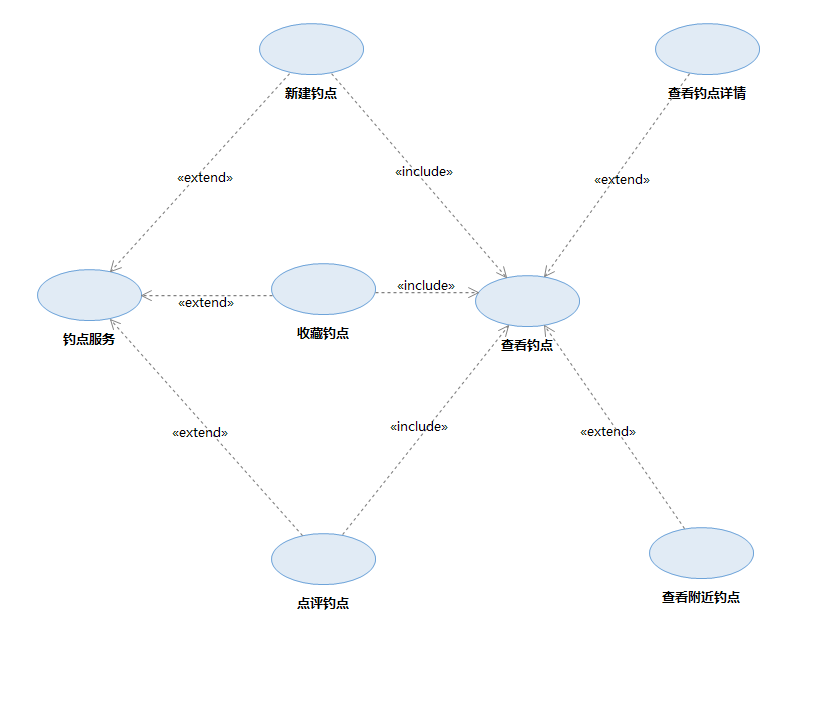 新建钓点
查看钓点详情
«extend»
«include»
«extend»
«extend»
收藏钓点
«include»
钓点服务
查看钓点
«extend»
«include»
«extend»
点评钓点
查看附近钓点